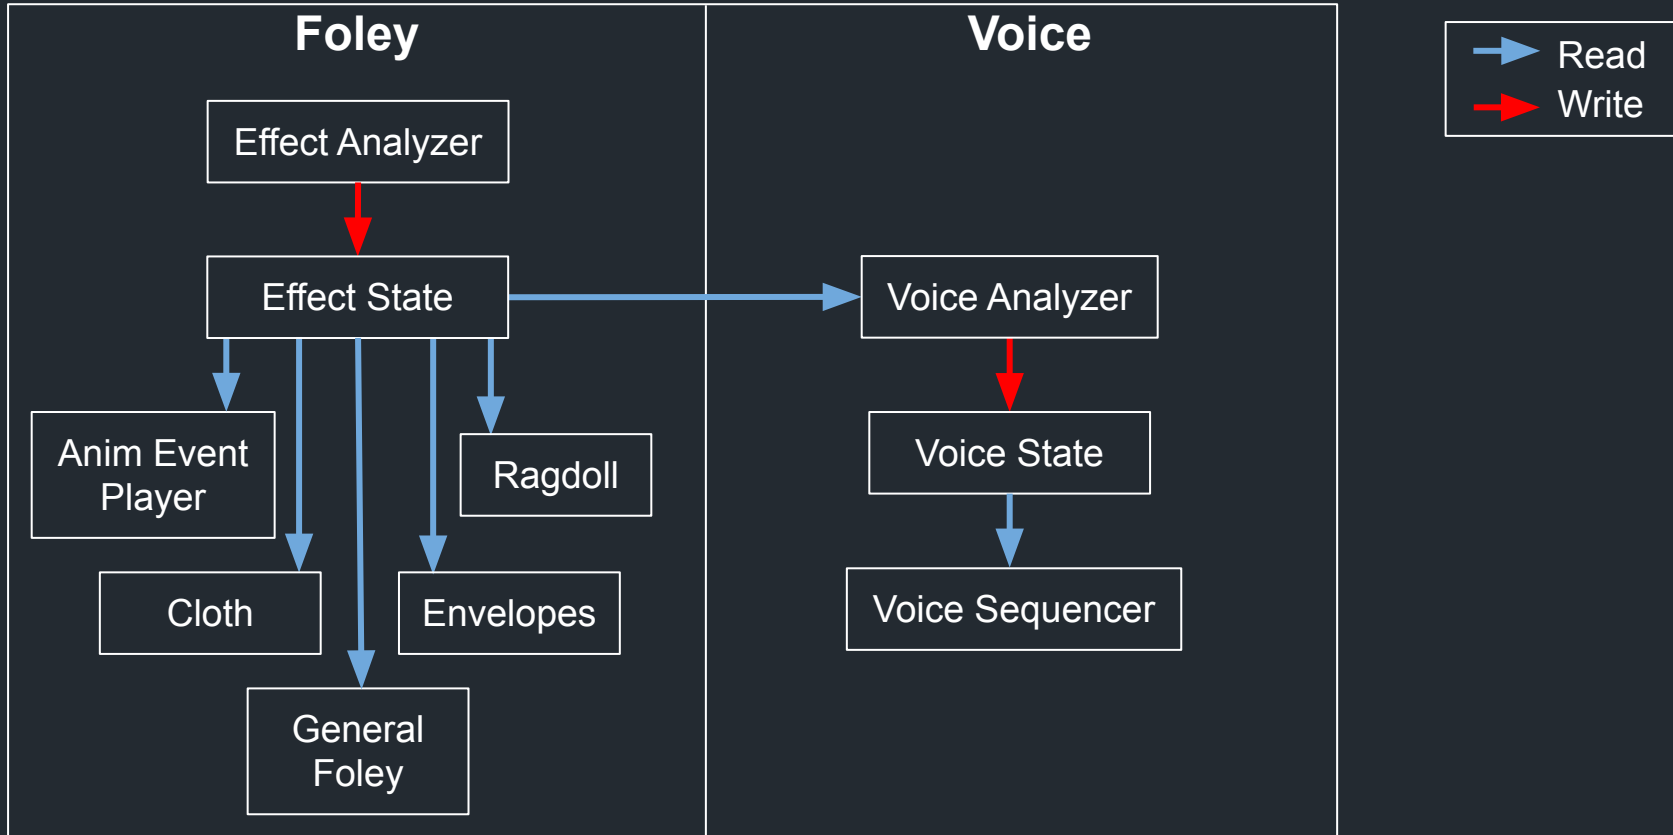 Foley
Voice
Read
Write
Effect Analyzer
Effect State
Voice Analyzer
Anim Event
Player
Ragdoll
Voice State
Cloth
Envelopes
Voice Sequencer
General
Foley